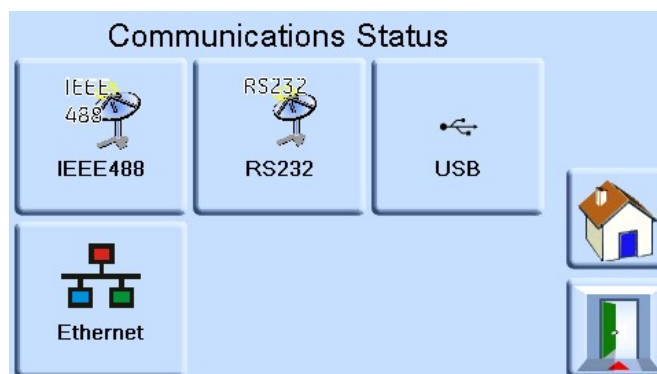 Communications Status
IEEE
488
IEEE488
RS232
RS232
USB
Ethernet